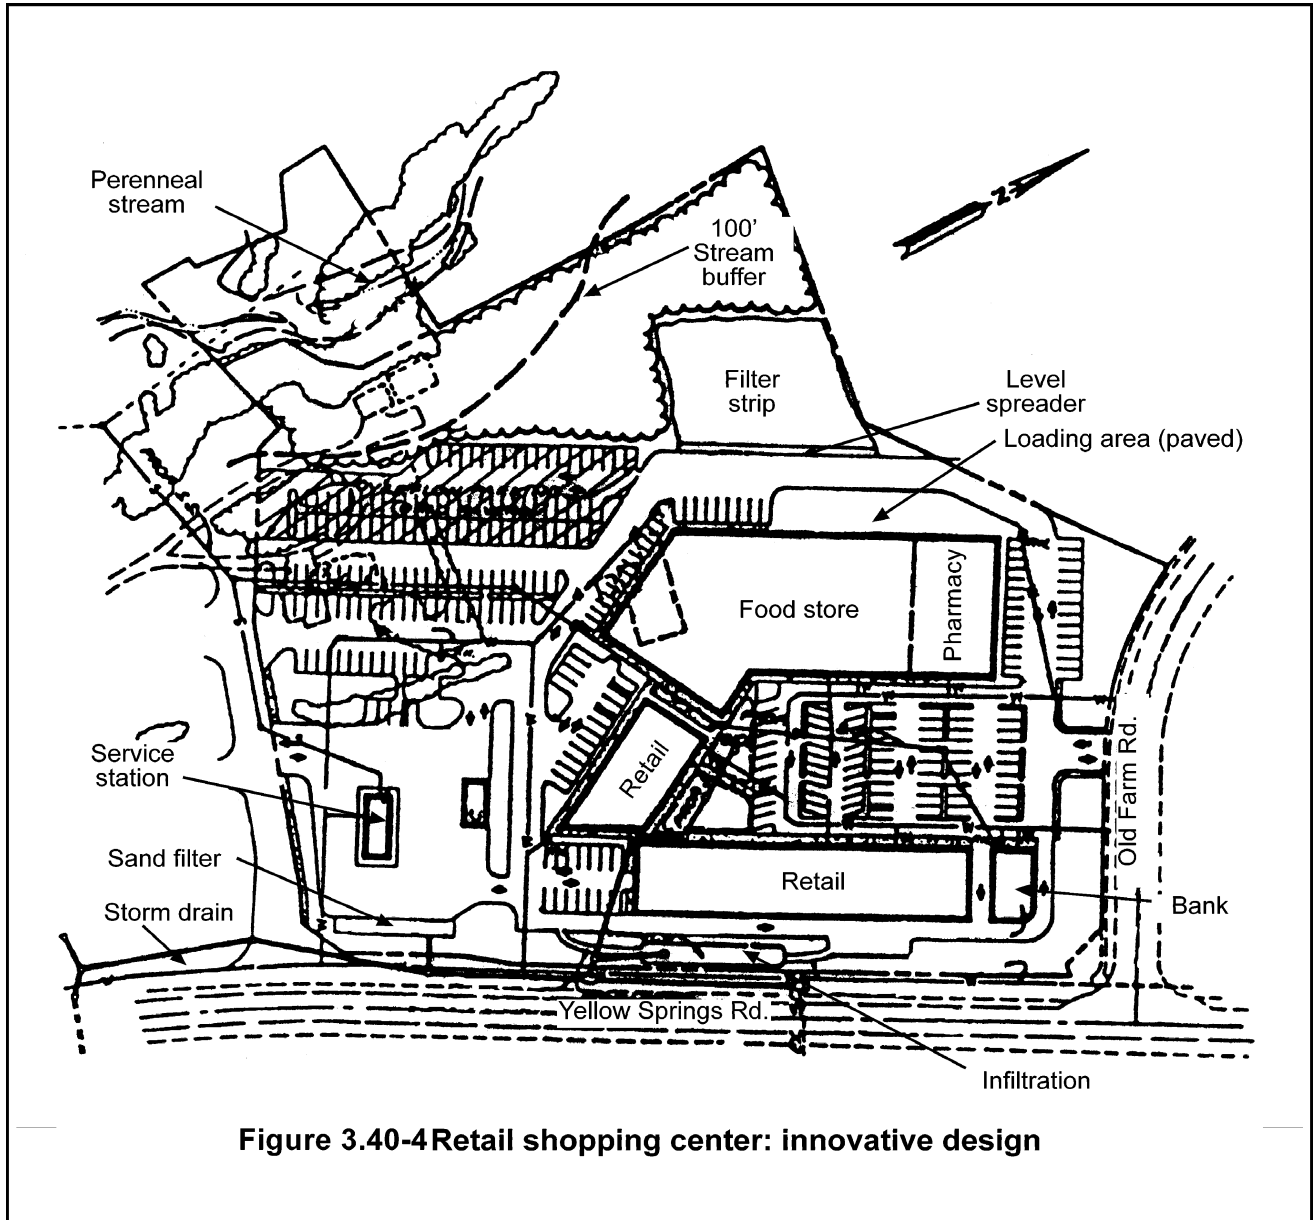 Perenneal
stream
100’
Stream
buffer
N
Filter
strip
Level
spreader
Loading area (paved)
Food store
Pharmacy
Retail
Service
station
Old Farm Rd.
Sand filter
Retail
Storm drain
Bank
Yellow Springs Rd.
Infiltration
Figure 3.40-4 Retail shopping center: innovative design